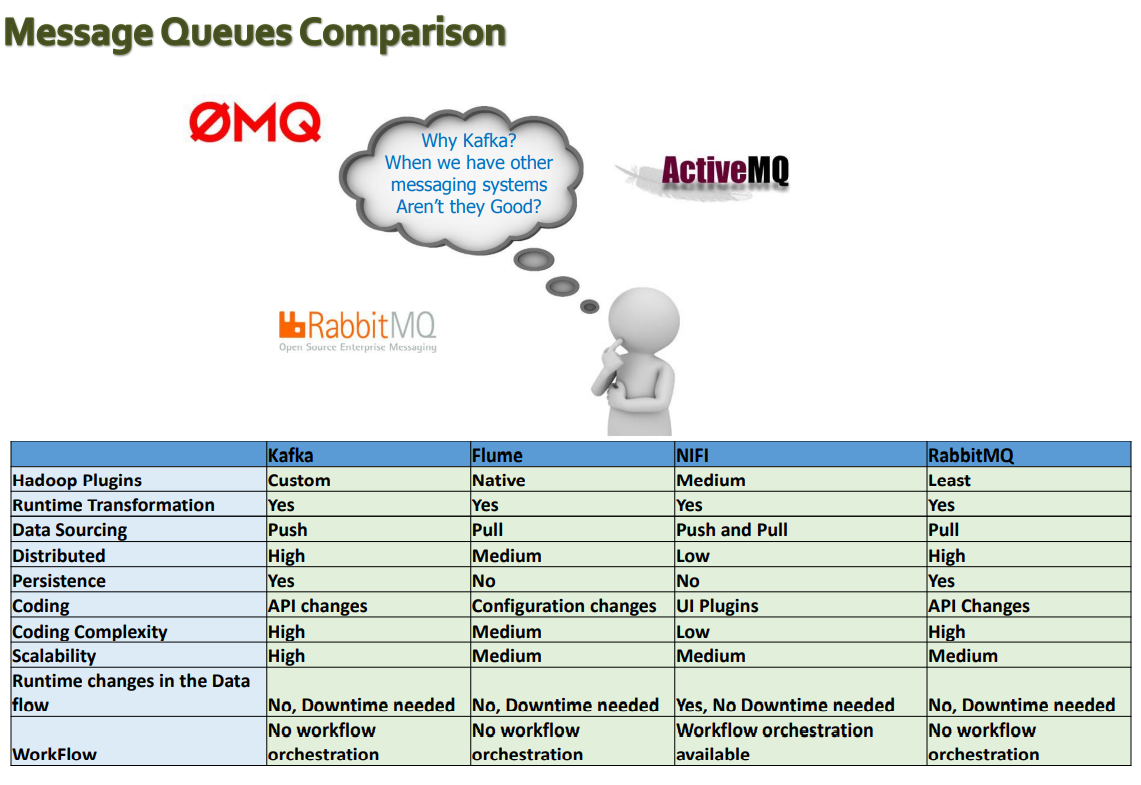 Message Queues Comparison
ØMQ
Why Kafka?
When we have other
messaging systems
Aren't they Good?
ActiveMQ
RabbitMQ
Open Source Enterprise Messaging
Kafka Flume NIFI RabbitMQ
Hadoop Plugins Custom Native Medium Least
Runtime Transformation Yes Yes Yes Yes
Data Sourcing Push Pull Push and Pull Pull
Distributed High Medium Low High
Persistence Yes No No Yes
Coding API changes Configuration changes UI Plugins API Changes
Coding Complexity High Medium Low High
Scalability High Medium Medium Medium
Runtime changes in the Data
flow No, Downtime needed No, Downtime needed Yes, No Downtime needed No, Downtime needed
No workflow No workflow Workflow orchestration No workflow
WorkFlow orchestration orchestration available orchestration